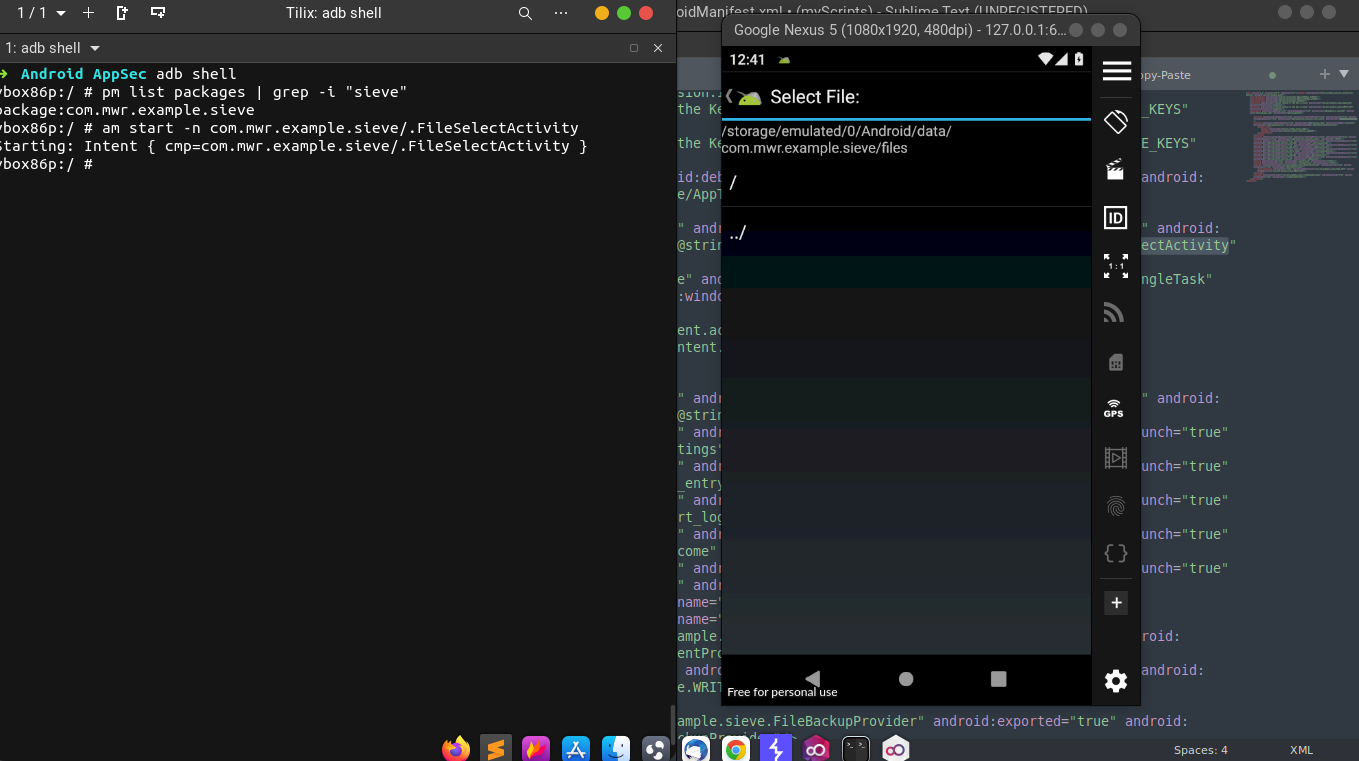 1 / 1
Tilix: adb shell
oidManifest.xml • (myScripts) - Sublime Text (UNREGISTERED)
1: adb shell
Android AppSec adb shell
vbox86p:/ # pm list packages | grep -i "sieve"
package:com.mwr.example.sieve
vbox86p:/ # am start -n com.mwr.example.sieve/.FileSelectActivity
Starting: Intent { cmp=com.mwr.example.sieve/.FileSelectActivity }
vbox86p:/ #
Google Nexus 5 (1080x1920, 480dpi) - 127.0.0.1:6...
12:41
Select File:
/storage/emulated/0/Android/data/
com.mwr.example.sieve/files
/
../
Free for personal use
ID
1:1
GPS
opy-Paste
the Ke
_KEYS"
the Ke
E_KEYS"
id:deb
android:
e/AppT
" andr
" android:
@strin
ectActivity"
e" and
ngleTask"
:windo
ent.ac
ntent.
" andr
" android:
@strin
" andr
unch="true"
tings"
" andr
unch="true"
_entry
" andr
unch="true"
rt_log
" andr
unch="true"
come"
" andr
unch="true"
" andr
name="
name="
ample.
roid:
entPro
andro
android:
e.WRIT
ample.sieve.FileBackupProvider" android:exported="true" android:
Spaces: 4
XML